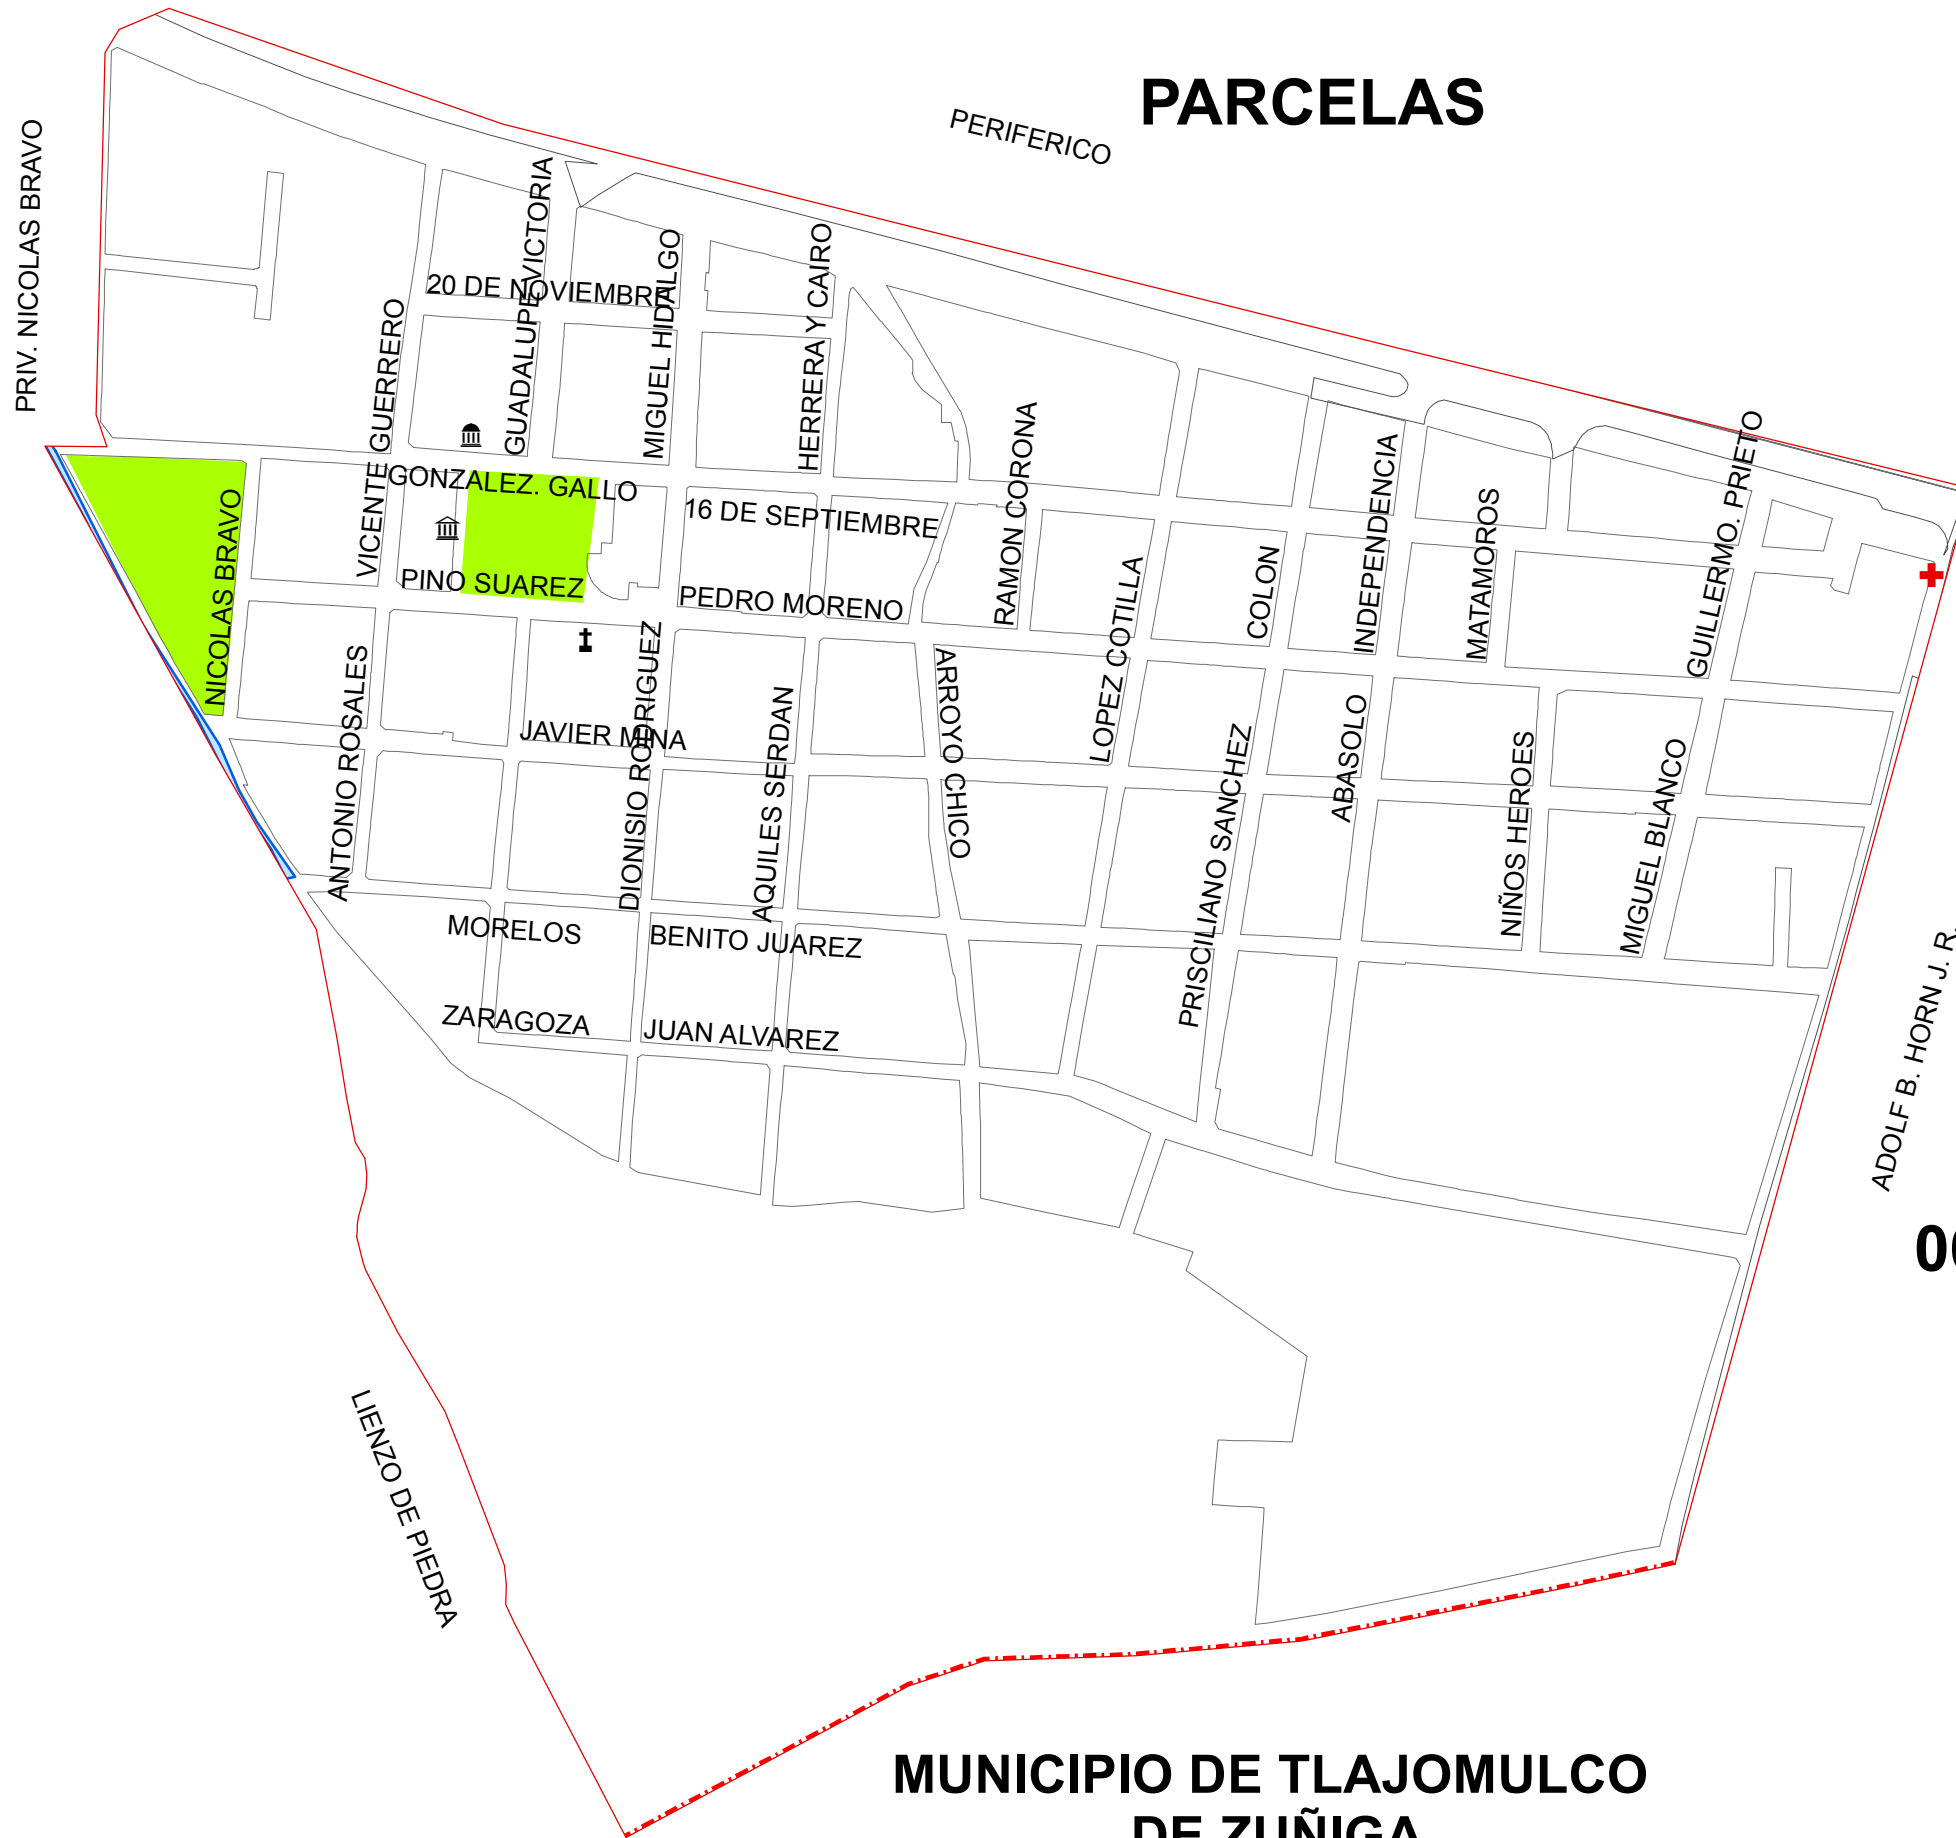 PARCELAS
PERIFERICO
PRIV. NICOLAS BRAVO
GUADALUPE VICTORIA
MIGUEL HIDALGO
HERRERA Y CAIRO
20 DE NOVIEMBRE
VICENTE GUERRERO
GONZALEZ. GALLO
16 DE SEPTIEMBRE
RAMON CORONA
INDEPENDENCIA
MATAMOROS
GUILLERMO. PRIETO
NICOLAS BRAVO
PINO SUAREZ
PEDRO MORENO
LOPEZ COTILLA
COLON
ANTONIO ROSALES
JAVIER MINA
DIONISIO RODRIGUEZ
AQUILES SERDAN
ARROYO CHICO
PRISCILIANO SANCHEZ
ABASOLO
NIÑOS HEROES
MIGUEL BLANCO
MORELOS
BENITO JUAREZ
ZARAGOZA
JUAN ALVAREZ
ADOLF B. HORN J. R.
LIENZO DE PIEDRA
MUNICIPIO DE TLAJOMULCO
DE ZUÑIGA